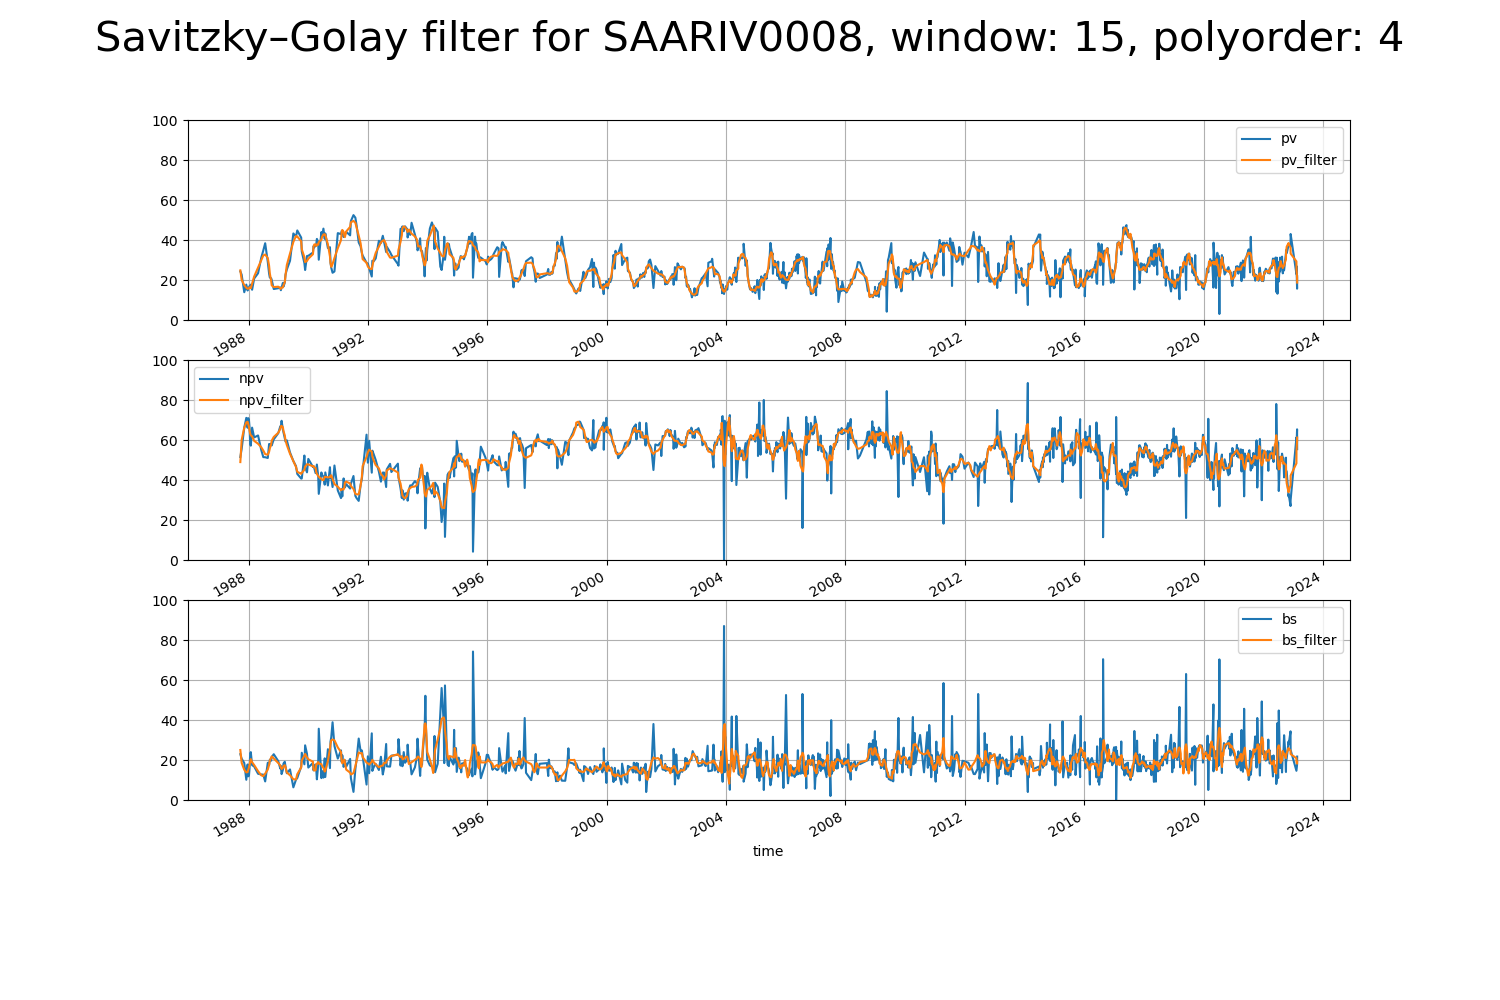 Savitzky–Golay filter for SAARIV0008, window: 15, polyorder: 4
100
80
60
40
20
0
pv
pv_filter
1988 1992 1996 2000 2004 2008 2012 2016 2020 2024
100
80
60
40
20
0
npv
npv_filter
1988 1992 1996 2000 2004 2008 2012 2016 2020 2024
100
80
60
40
20
0
bs
bs_filter
1988 1992 1996 2000 2004 2008 2012 2016 2020 2024
time